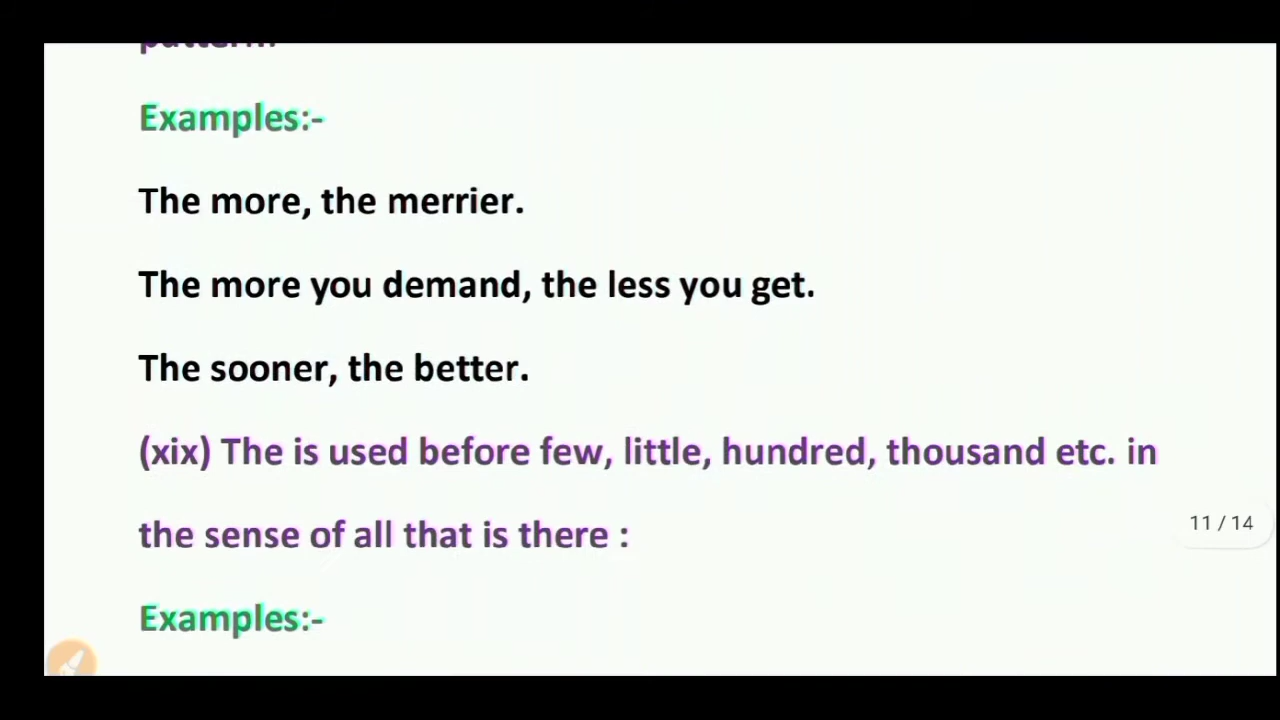 Examples:-
The more, the merrier.
The more you demand, the less you get.
The sooner, the better.
(xix) The is used before few, little, hundred, thousand etc. in
the sense of all that is there :
11 / 14
Examples:-